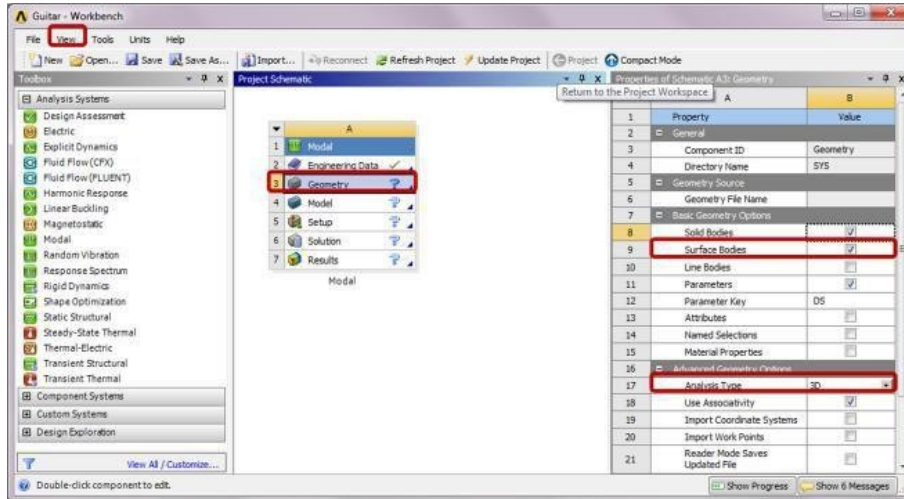 Guitar - Workbench
File View Tools Units Help
New Open... Save Save As... Import... Reconnect Refresh Project Update Project Project Compact Mode
Toolbox
Analysis Systems
Design Assessment
Electric
Explicit Dynamics
Fluid Flow (CFX)
Fluid Flow (FLUENT)
Harmonic Response
Linear Buckling
Magnetostatic
Modal
Random Vibration
Response Spectrum
Rigid Dynamics
Shape Optimization
Static Structural
Steady-State Thermal
Thermal-Electric
Transient Structural
Transient Thermal
Component Systems
Custom Systems
Design Exploration
View All / Customize...
Project Schematic
A
1 Modal
2 Engineering Data
3 Geometry
4 Model
5 Setup
6 Solution
7 Results
Modal
Properties of Schematic A3: Geometry
Return to the Project Workspace
A B
1 Property Value
2 General
3 Component ID Geometry
4 Directory Name SYS
5 Geometry Source
6 Geometry File Name
7 Basic Geometry Options
8 Solid Bodies
9 Surface Bodies
10 Line Bodies
11 Parameters
12 Parameter Key DS
13 Attributes
14 Named Selections
15 Material Properties
16 Advanced Geometry Options
17 Analysis Type 3D
18 Use Associativity
19 Import Coordinate Systems
20 Import Work Points
21 Reader Mode Saves
Updated File
Double-click component to edit.
Show Progress Show 6 Messages